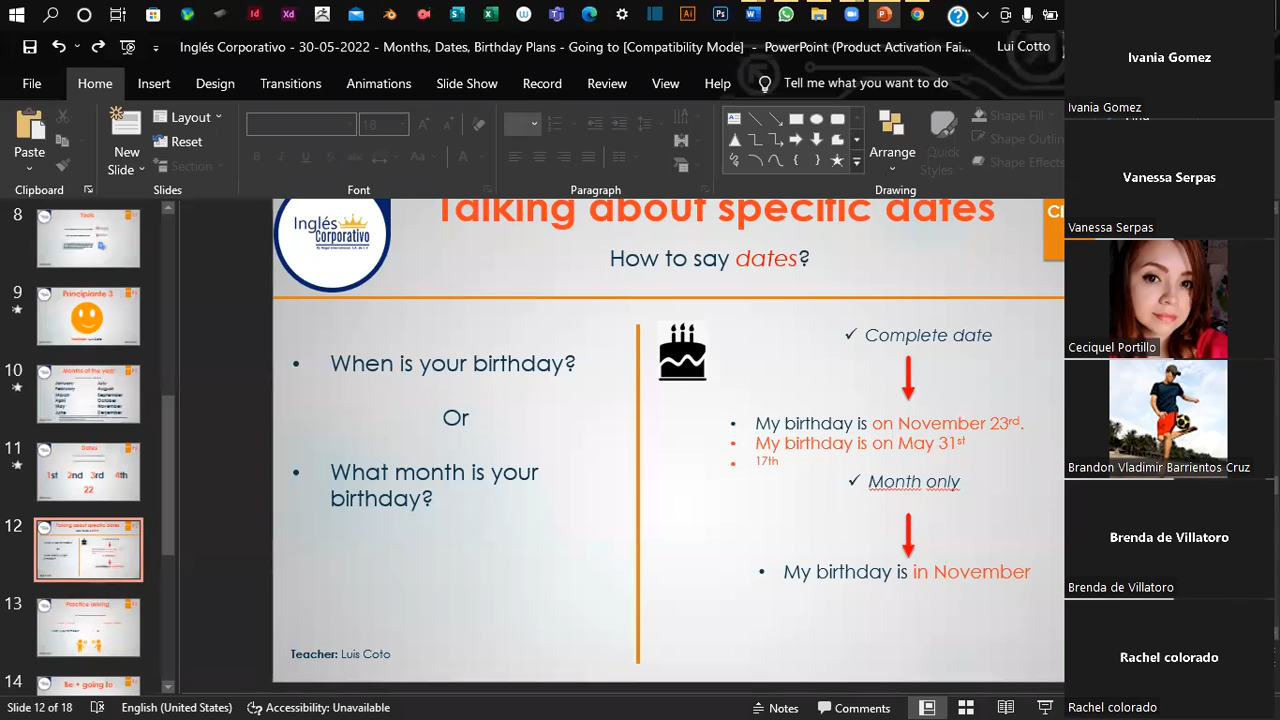 Inglés Corporativo - 30-05-2022 - Months, Dates, Birthday Plans - Going to [Compatibility Mode] - PowerPoint (Product Activation Fai...
Lui Cotto
File Home Insert Design Transitions Animations Slide Show Record Review View Help Tell me what you want to do
Paste
New
Slide
Layout
Reset
Section
18
Arrange
Quick
Styles
Shape Fill
Shape Outlin
Shape Effects
Clipboard Slides Font Paragraph Drawing
8
Tools
9
Principiante 3
10
Months of the year
January July
February August
March September
April October
May November
June December
11
Dates
1st 2nd 3rd 4th
22
12
Talking about specific dates
13
Practice talking
14
Be + going to
Inglés
Corporativo
Talking about specific dates
How to say dates?
• When is your birthday?
Or
• What month is your
birthday?
✓ Complete date
• My birthday is on November 23rd.
• My birthday is on May 31st
• 17th
✓ Month only
• My birthday is in November
Teacher: Luis Coto
Ivania Gomez
Ivania Gomez
Vanessa Serpas
Vanessa Serpas
Ceciquel Portillo
Brandon Vladimir Barrientos Cruz
Brenda de Villatoro
Brenda de Villatoro
Rachel colorado
Rachel colorado
Slide 12 of 18 English (United States) Accessibility: Unavailable Notes Comments